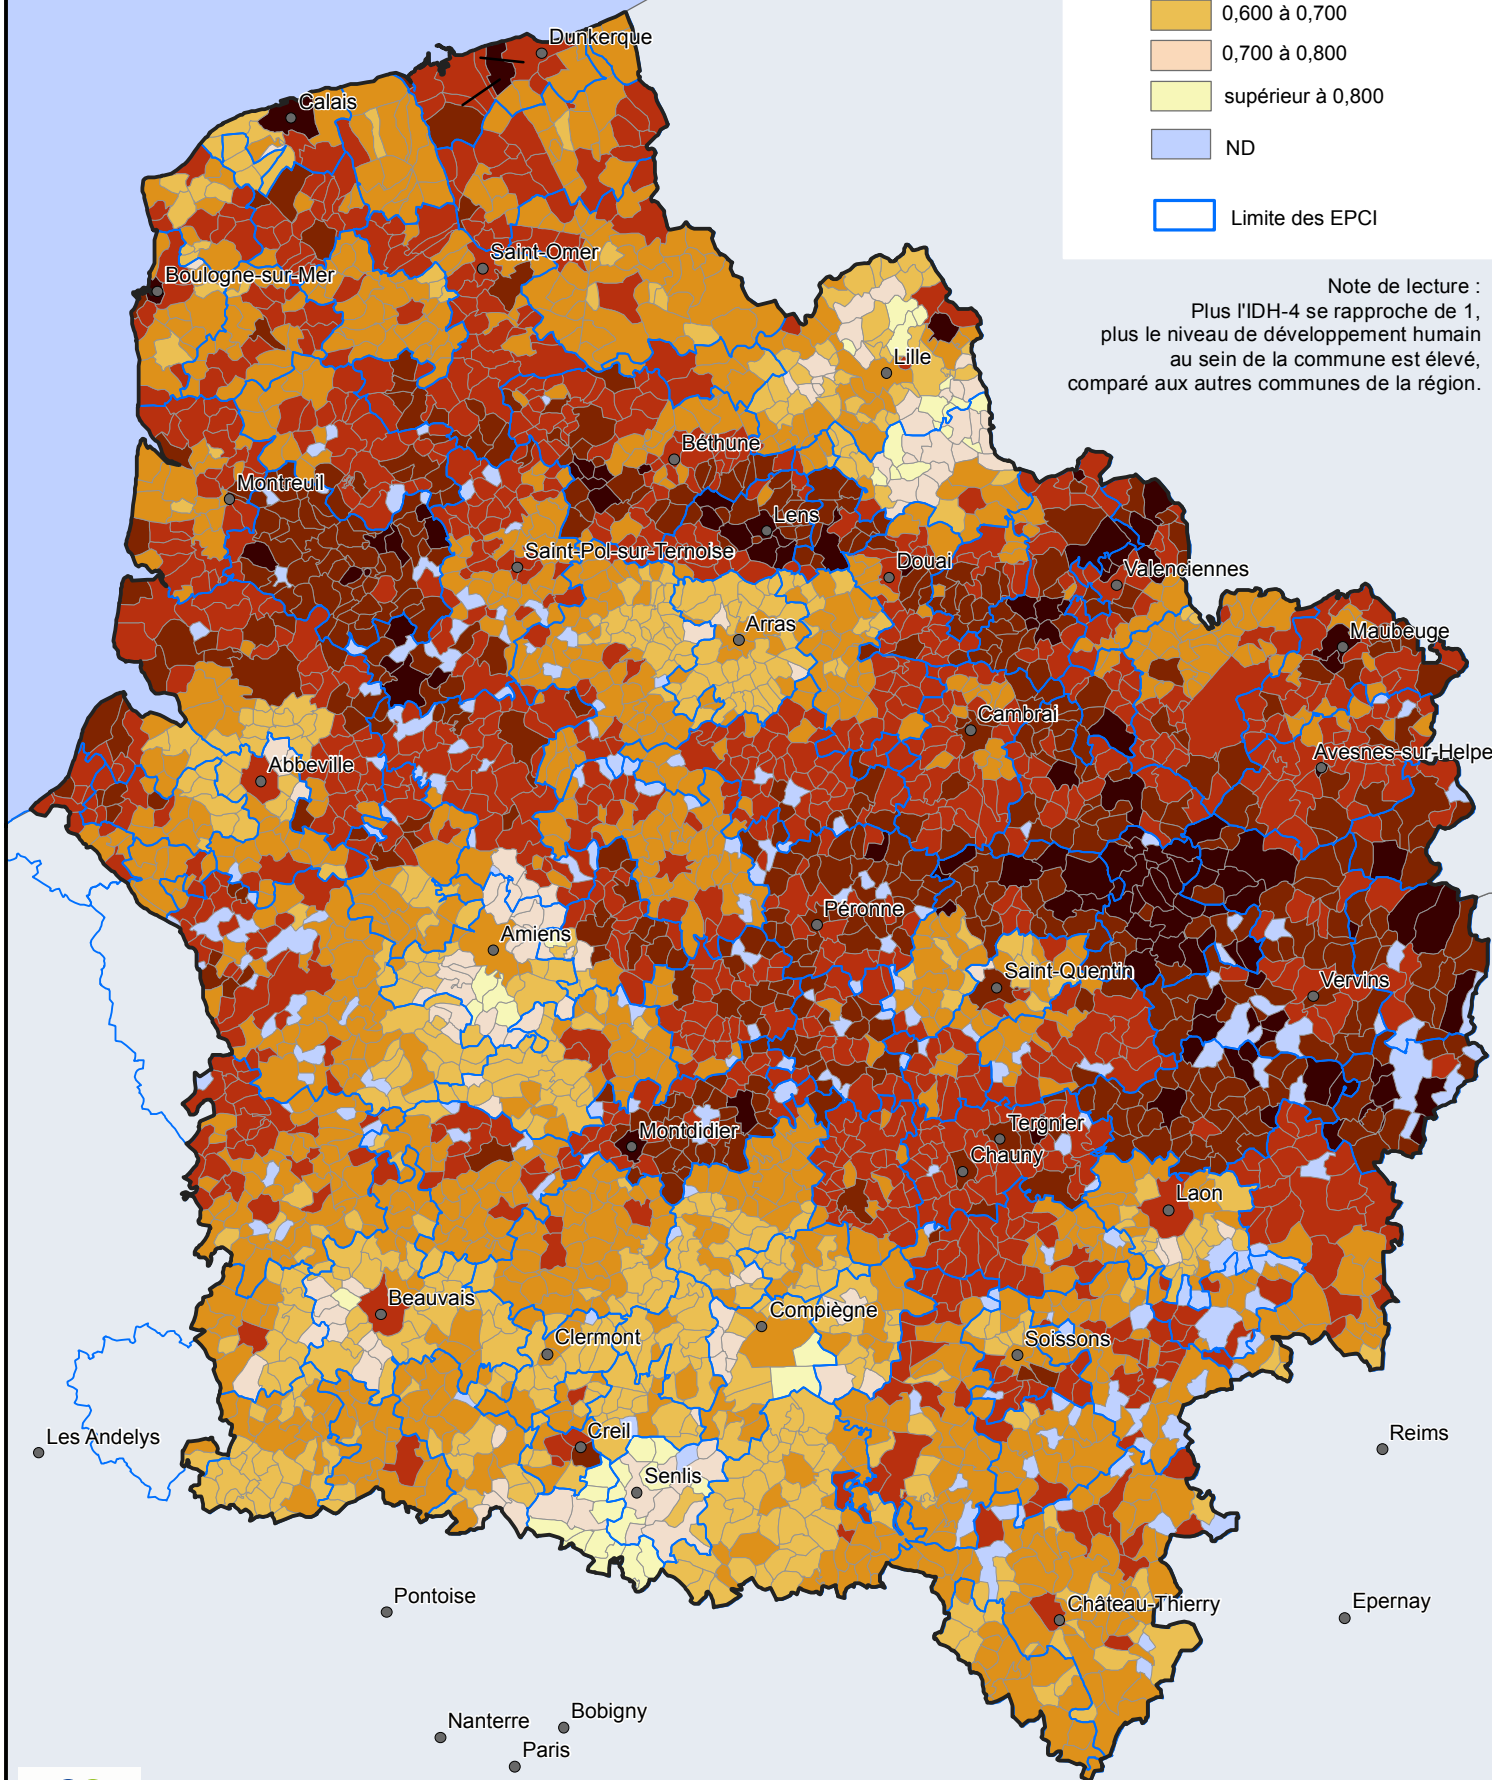 0,600 à 0,700
0,700 à 0,800
supérieur à 0,800
ND
Limite des EPCI
Note de lecture :
Plus l'IDH-4 se rapproche de 1,
plus le niveau de développement humain
au sein de la commune est élevé,
comparé aux autres communes de la région.
Dunkerque
Calais
Saint-Omer
Boulogne-sur-Mer
Lille
Béthune
Montreuil
Lens
Saint-Pol-sur-Ternoise
Douai
Valenciennes
Arras
Maubeuge
Cambrai
Avesnes-sur-Helpe
Abbeville
Péronne
Amiens
Saint-Quentin
Vervins
Montdidier
Tergnier
Chauny
Laon
Beauvais
Compiègne
Clermont
Soissons
Les Andelys
Creil
Reims
Senlis
Pontoise
Château-Thierry
Epernay
Nanterre
Bobigny
Paris